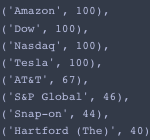 ('Amazon', 100),
('Dow', 100),
('Nasdaq', 100),
('Tesla', 100),
('AT&T', 67),
('S&P Global', 46),
('Snap-on', 44),
('Hartford (The)', 40)